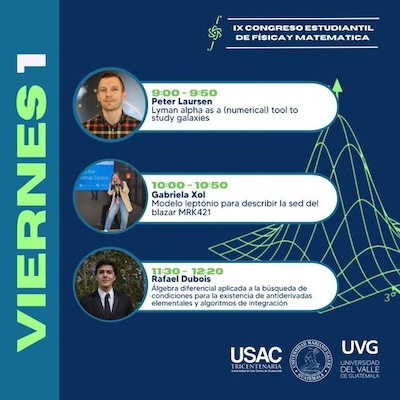 IX CONGRESO ESTUDIANTIL
DE FÍSICA Y MATEMATICA
VIERNES 1
9:00 - 9:50
Peter Laursen
Lyman alpha as a (numerical) tool to
study galaxies
10:00 - 10:50
Gabriela Xol
Modelo leptónio para describir la sed del
blazar MRK421
11:30 - 12:20
Rafael Dubois
Álgebra diferencial aplicada a la búsqueda de
condiciones para la existencia de antiderivadas
elementales y algoritmos de integración
3º
USAC
TRICENTENARIA
Universidad de San Carlos de Guatemala
UVG
UNIVERSIDAD
DEL VALLE
DE GUATEMALA